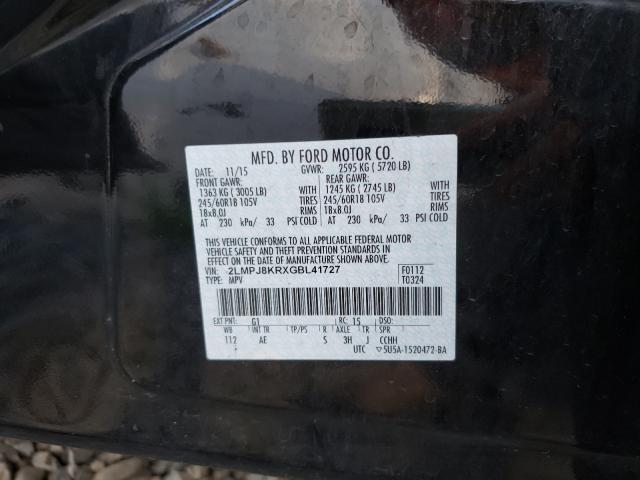 MFD. BY FORD MOTOR CO.
DATE: 11/15 GVWR: 2595 KG ( 5720 LB)
FRONT GAWR: REAR GAWR:
1363 KG ( 3005 LB) WITH 1245 KG ( 2745 LB) WITH
245/60R18 105V TIRES 245/60R18 105V TIRES
18x8.0J RIMS 18x8.0J RIMS
AT 230 kPa/ 33 PSI COLD AT 230 kPa/ 33 PSI COLD
THIS VEHICLE CONFORMS TO ALL APPLICABLE FEDERAL MOTOR
VEHICLE SAFETY AND THEFT PREVENTION STANDARDS IN EFFECT
ON THE DATE OF MANUFACTURE SHOWN ABOVE.
VIN: 2LMPJ8KRXGBL41727 F0112
TYPE: MPV T0324
EXT PNT: G1 RC: 15 DSO:
WB INT TR TP/PS R AXLE TR SPR
112 AE S 3H J CCHH
UTC ▽5U5A-1520472-BA